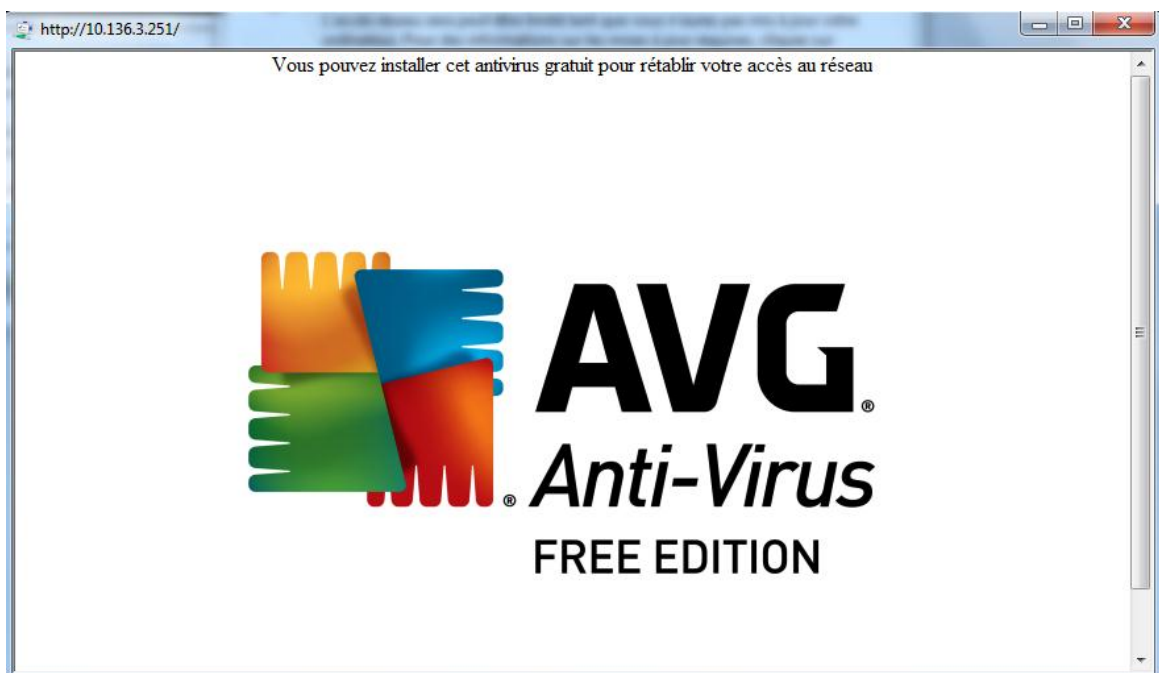 http://10.136.3.251/
Vous pouvez installer cet antivirus gratuit pour rétablir votre accès au réseau
AVG®
Anti-Virus
®
FREE EDITION